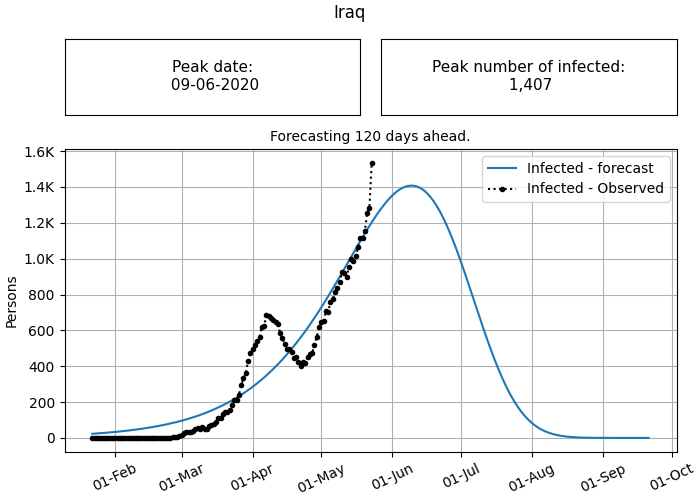 Iraq
Peak date:
09-06-2020
Peak number of infected:
1,407
Forecasting 120 days ahead.
1.6K
1.4K
1.2K
1.0K
800
600
400
200
0
Persons
Infected - forecast
Infected - Observed
01-Feb
01-Mar
01-Apr
01-May
01-Jun
01-Jul
01-Aug
01-Sep
01-Oct